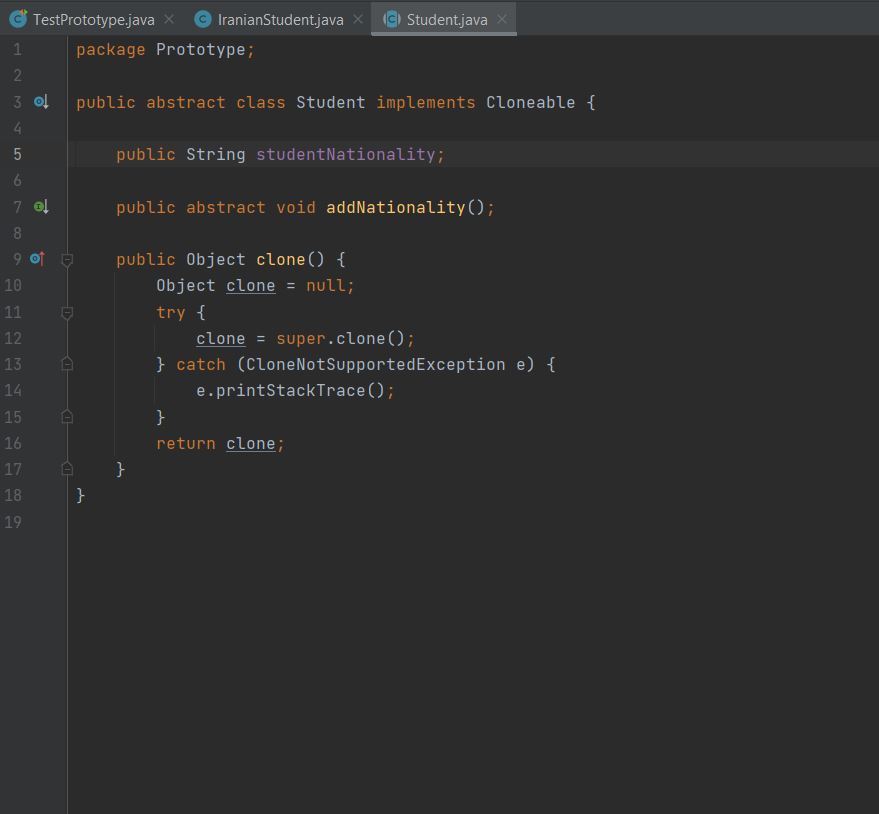 TestPrototype.java IranianStudent.java Student.java
1 package Prototype;
2
3 public abstract class Student implements Cloneable {
4
5     public String studentNationality;
6
7     public abstract void addNationality();
8
9     public Object clone() {
10         Object clone = null;
11         try {
12             clone = super.clone();
13         } catch (CloneNotSupportedException e) {
14             e.printStackTrace();
15         }
16         return clone;
17     }
18 }
19